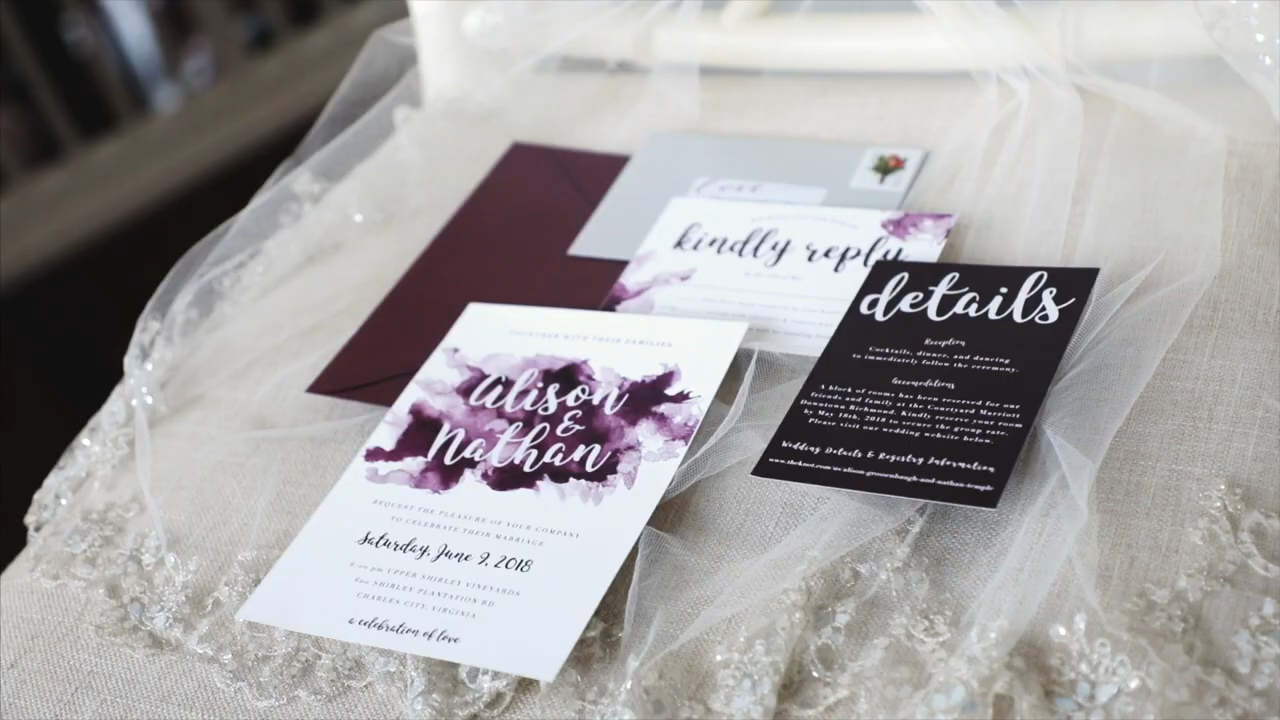 Love
kindly reply
TOGETHER WITH THEIR FAMILIES
Alison
&
Nathan
REQUEST THE PLEASURE OF YOUR COMPANY
TO CELEBRATE THEIR MARRIAGE
Saturday, June 9, 2018
pm UPPER SHIRLEY VINEYARDS
SHIRLEY PLANTATION RD
CHARLES CITY, VIRGINIA
a celebration of love
details
Reception
Cocktails, dinner, and dancing
to immediately follow the ceremony.
Accomodations
A block of rooms has been reserved for our
friends and family at the Courtyard Marriott
Downtown Richmond. Kindly reserve your room
by May 18th, 2018 to secure the group rate.
Please visit our wedding website below.
Wedding Details & Registry Information